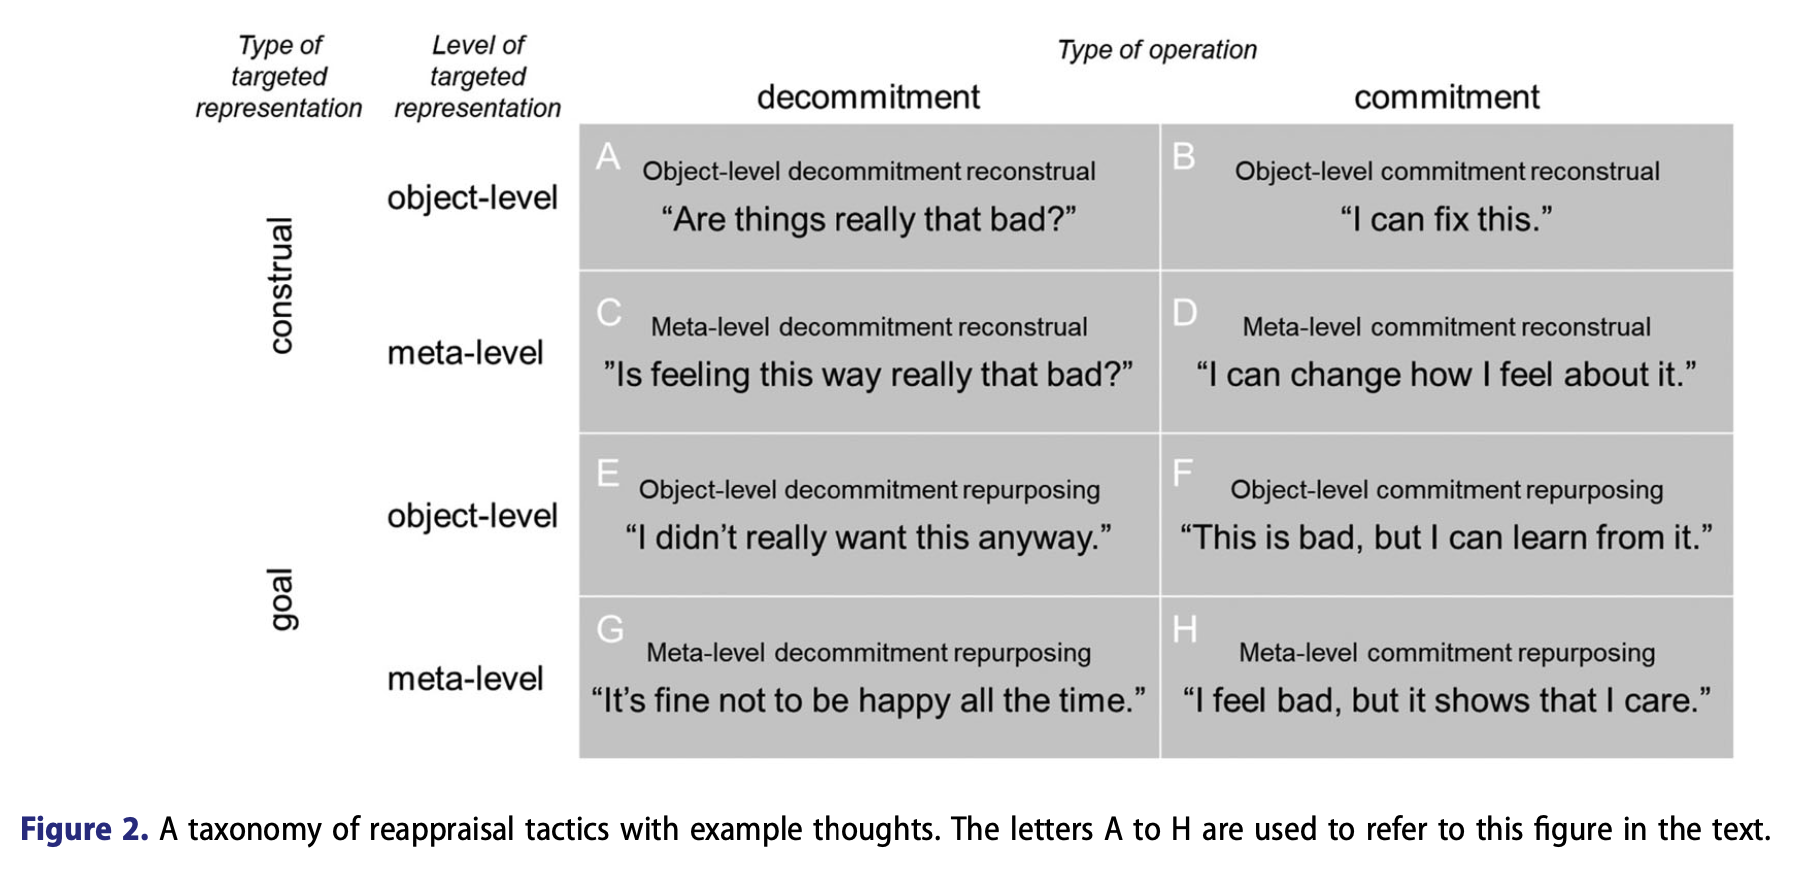 Type of
targeted
representation
Level of
targeted
representation
Type of operation
decommitment
commitment
construal
object-level
A
Object-level decommitment reconstrual
“Are things really that bad?”
B
Object-level commitment reconstrual
“I can fix this.”
meta-level
C
Meta-level decommitment reconstrual
”Is feeling this way really that bad?”
D
Meta-level commitment reconstrual
“I can change how I feel about it.”
goal
object-level
E
Object-level decommitment repurposing
“I didn’t really want this anyway.”
F
Object-level commitment repurposing
“This is bad, but I can learn from it.”
meta-level
G
Meta-level decommitment repurposing
“It’s fine not to be happy all the time.”
H
Meta-level commitment repurposing
“I feel bad, but it shows that I care.”
Figure 2. A taxonomy of reappraisal tactics with example thoughts. The letters A to H are used to refer to this figure in the text.